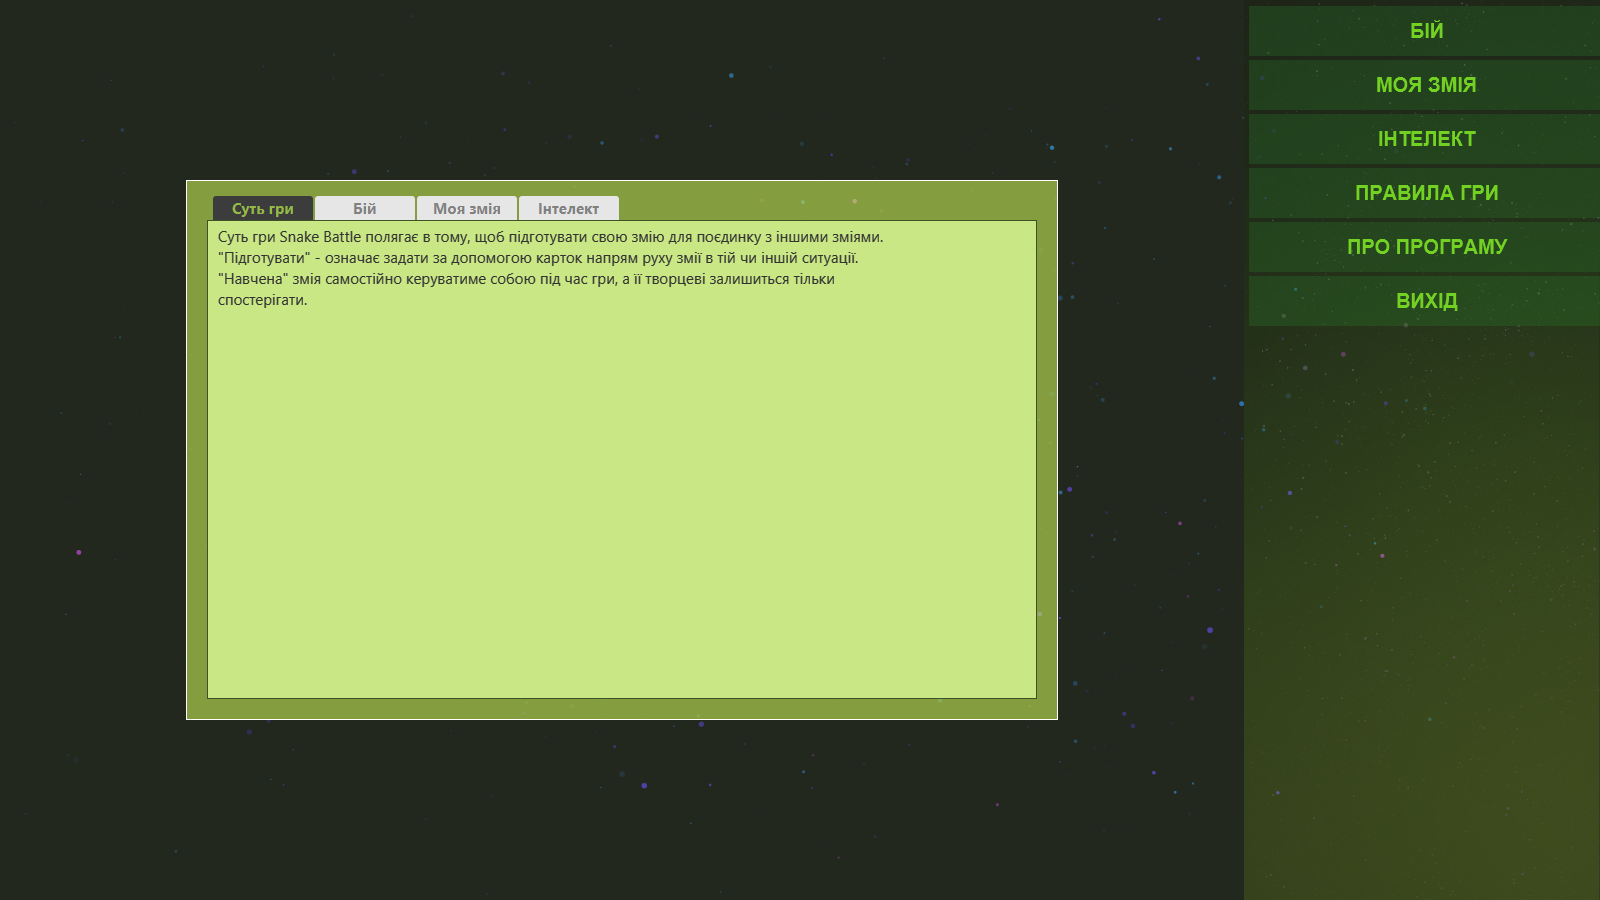 Суть гри
Бій
Моя змія
Інтелект
Суть гри Snake Battle полягає в тому, щоб підготувати свою змію для поєдинку з іншими зміями.
"Підготувати" - означає задати за допомогою карток напрям руху змії в тій чи іншій ситуації.
"Навчена" змія самостійно керуватиме собою під час гри, а її творцеві залишиться тільки
спостерігати.
БІЙ
МОЯ ЗМІЯ
ІНТЕЛЕКТ
ПРАВИЛА ГРИ
ПРО ПРОГРАМУ
ВИХІД